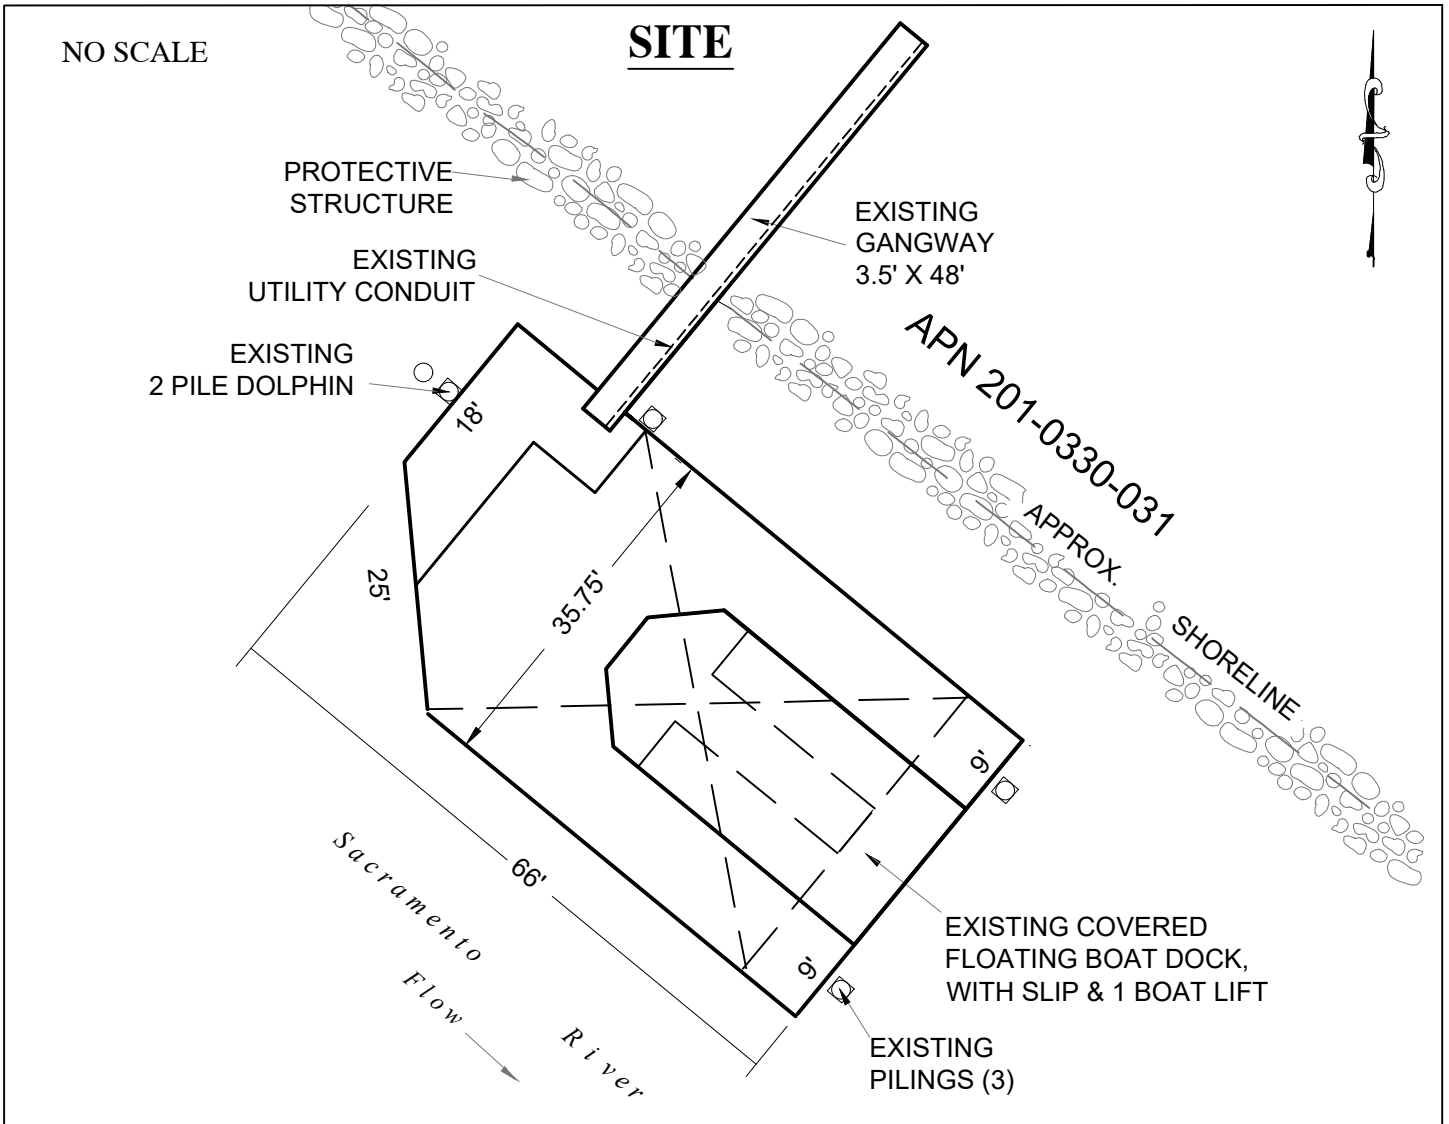 NO SCALE
SITE
PROTECTIVE
STRUCTURE
EXISTING
GANGWAY
3.5' X 48'
EXISTING
UTILITY CONDUIT
EXISTING
2 PILE DOLPHIN
APN 201-0330-031
18'
APPROX.
SHORELINE
25'
35.75'
9'
66'
9'
Sacramento
River
Flow
EXISTING COVERED
FLOATING BOAT DOCK,
WITH SLIP & 1 BOAT LIFT
EXISTING
PILINGS (3)